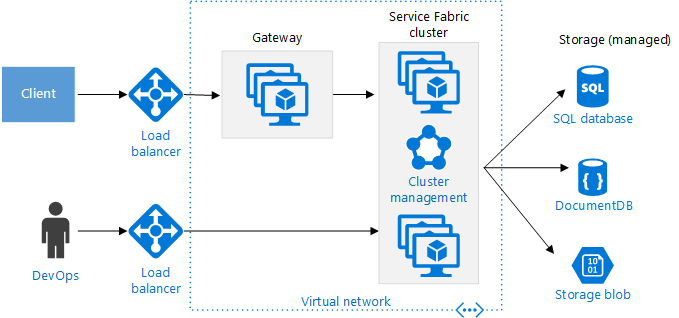 Service Fabric
cluster
Gateway
Storage (managed)
Client
SQL
Load
balancer
SQL database
Cluster
management
{ }
DocumentDB
DevOps
Load
balancer
10
01
Storage blob
Virtual network